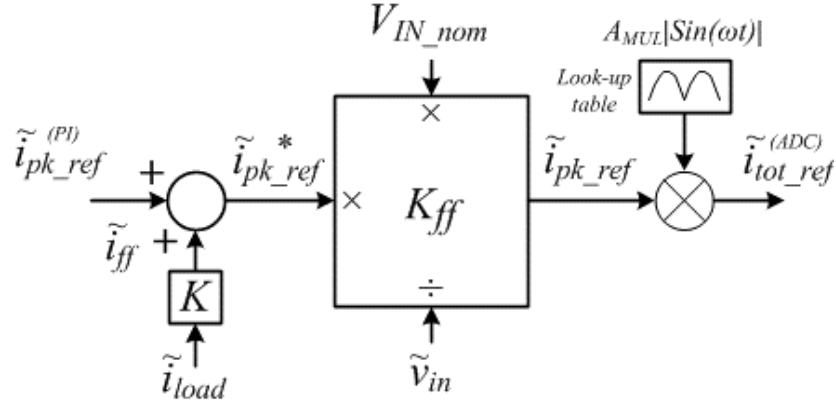 V_IN_nom
A_MUL|Sin(ωt)|
Look-up
table
ĩ_pk_ref^(PI)
+
ĩ_pk_ref^*
×
×
K_ff
ĩ_pk_ref
ĩ_tot_ref^(ADC)
ĩ_ff
+
K
÷
ĩ_load
ṽ_in